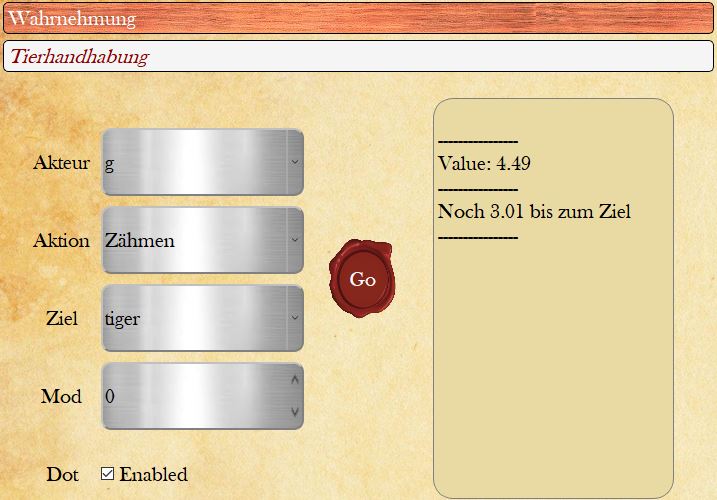 Wahrnehmung
Tierhandhabung
Akteur
g
Aktion
Zähmen
Ziel
tiger
Mod
0
Dot
Enabled
Go
----------------
Value: 4.49
----------------
Noch 3.01 bis zum Ziel
----------------